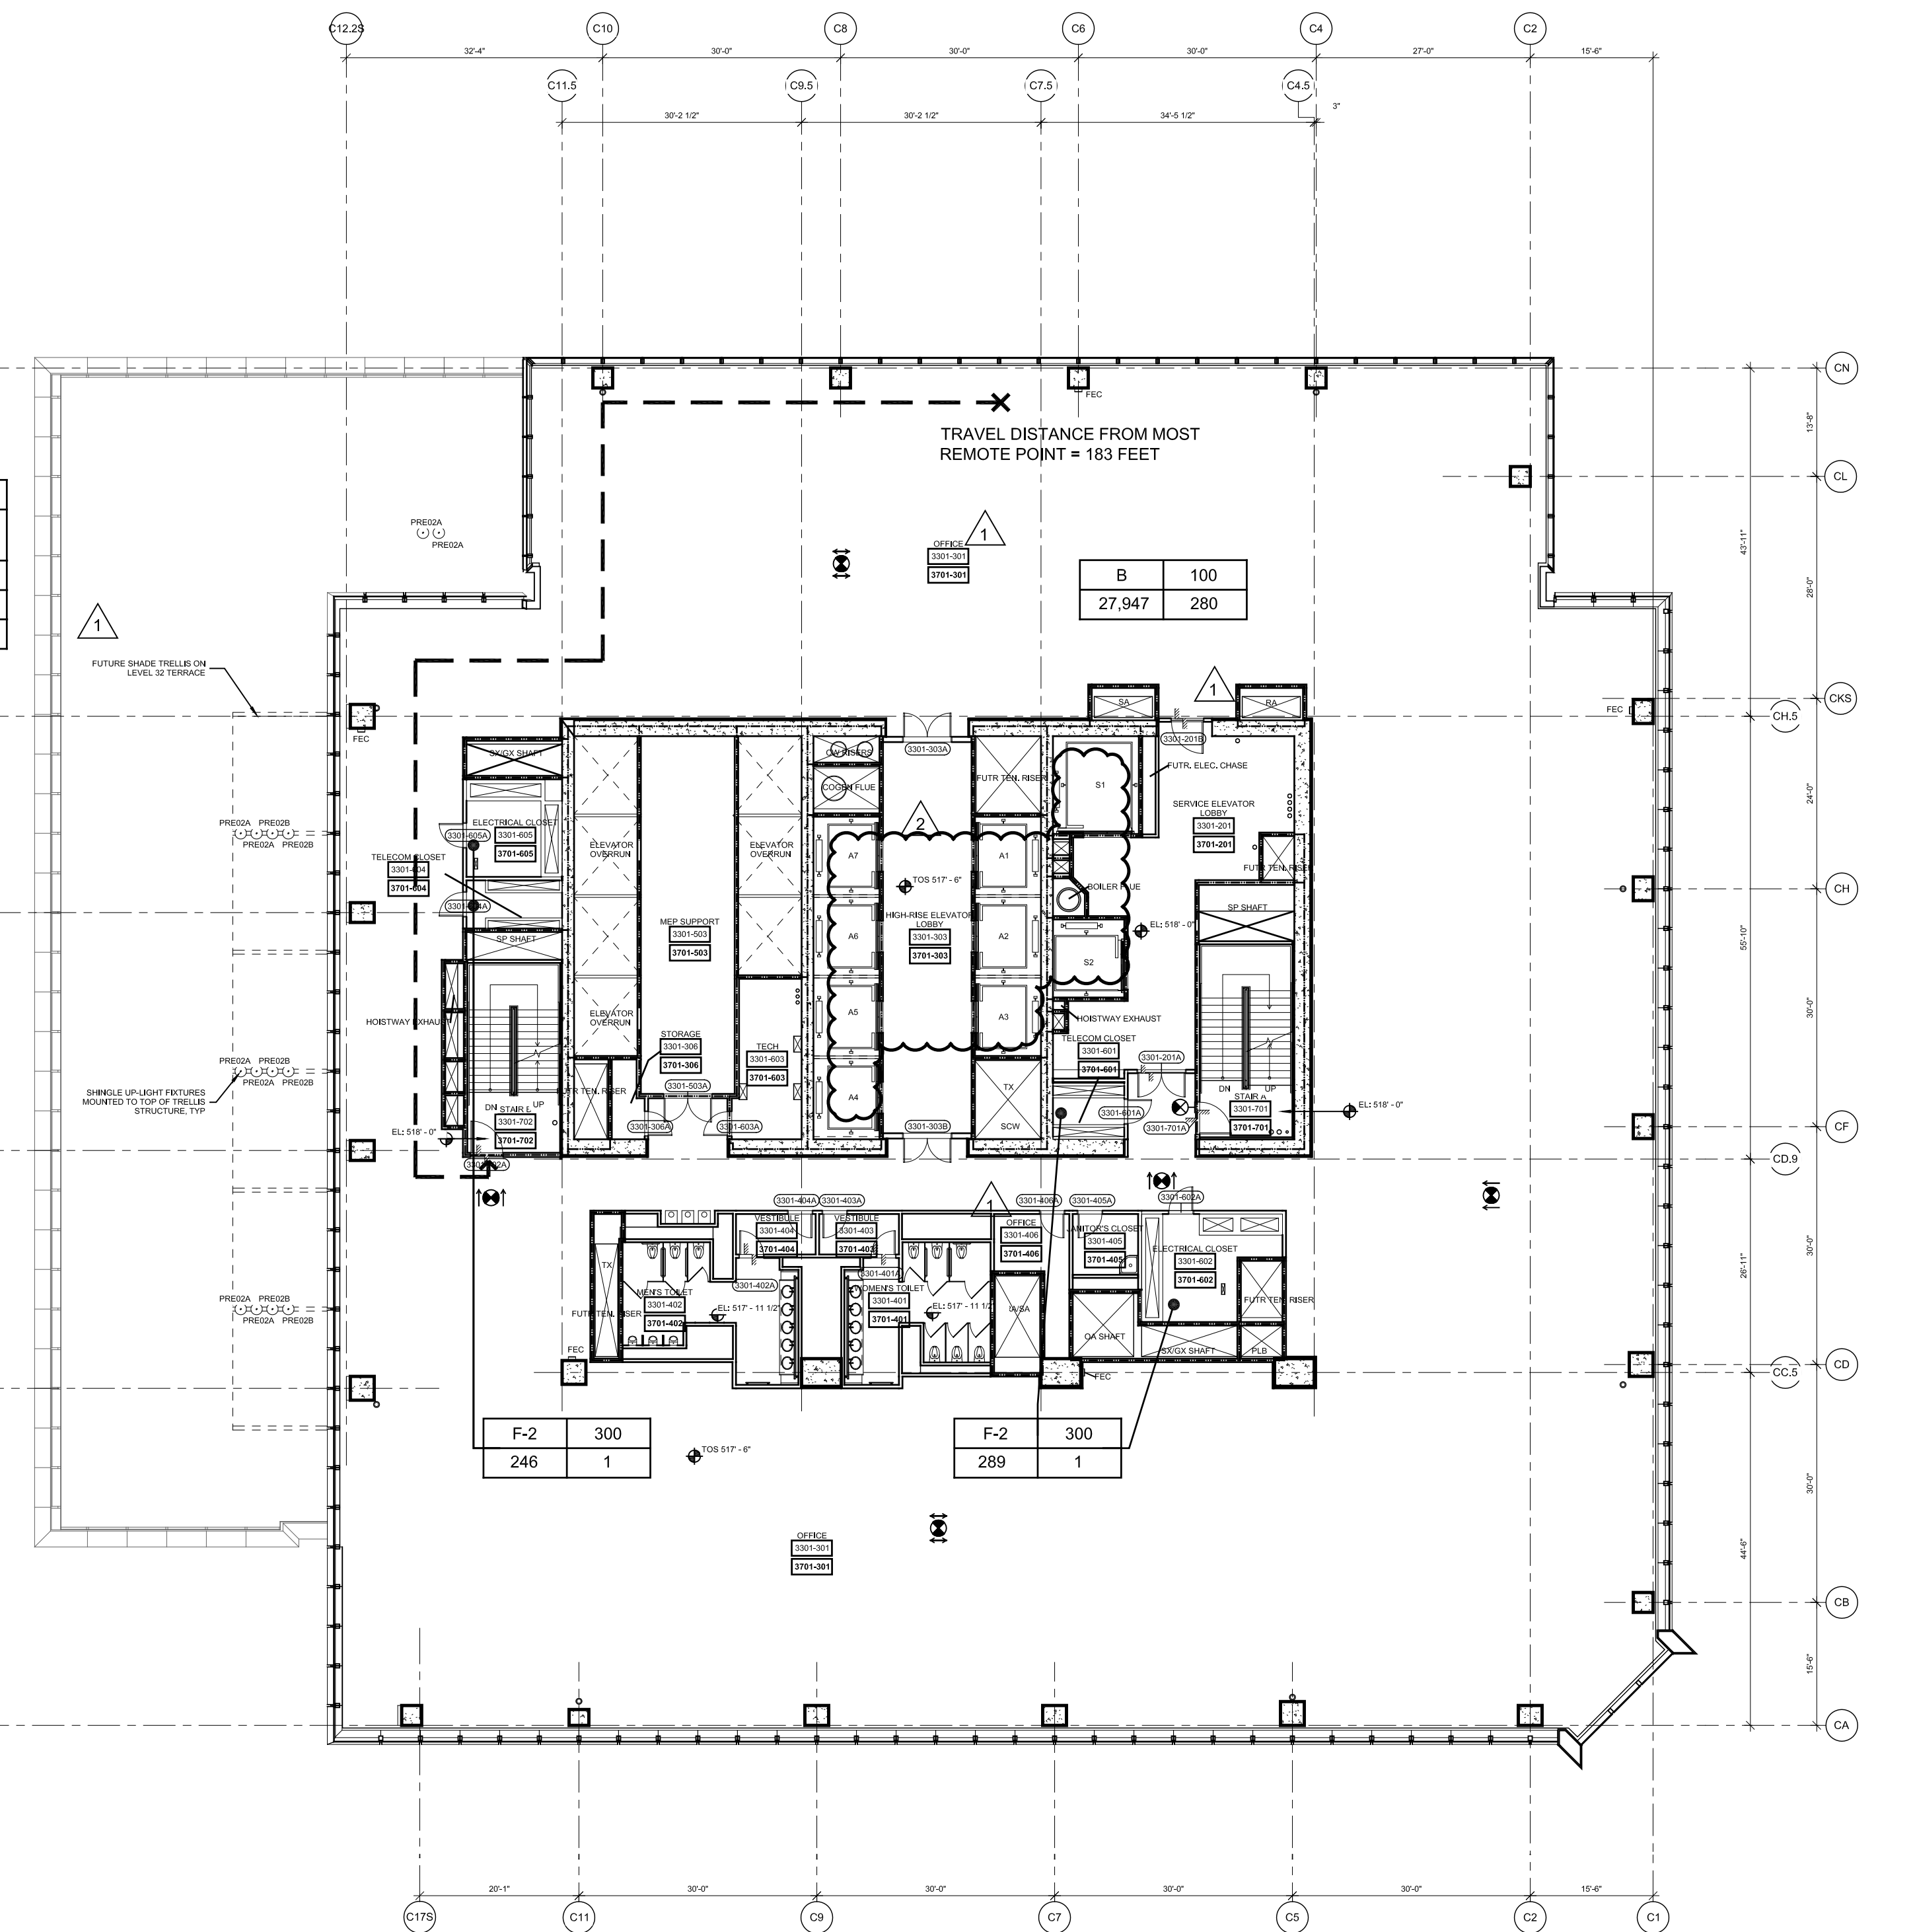 C12.2S
C10
C8
C6
C4
C2
32'-4"
30'-0"
30'-0"
30'-0"
27'-0"
15'-6"
C11.5
C9.5
C7.5
C4.5
3"
30'-2 1/2"
30'-2 1/2"
34'-5 1/2"
CN
FEC
13'-8"
TRAVEL DISTANCE FROM MOST
REMOTE POINT = 183 FEET
CL
PRE02A
PRE02A
1
OFFICE
3301-301
3701-301
43'-11"
B
100
27,947
280
28'-0"
1
FUTURE SHADE TRELLIS ON
LEVEL 32 TERRACE
1
SA
RA
CKS
FEC
CH.5
FEC
3301-303A
3301-201B
SX/GX SHAFT
CW RISERS
FUTR TEN. RISER
FUTR. ELEC. CHASE
COGEN FLUE
S1
24'-0"
SERVICE ELEVATOR
LOBBY
3301-201
3701-201
PRE02A PRE02B
PRE02A PRE02B
ELECTRICAL CLOSET
3301-605A
3301-605
3701-605
2
ELEVATOR
OVERRUN
ELEVATOR
OVERRUN
A7
A1
TELECOM CLOSET
3301-604
3701-604
FUTR TEN. RISER
TOS 517' - 6"
BOILER FLUE
CH
3301-604A
SP SHAFT
MEP SUPPORT
3301-503
3701-503
HIGH-RISE ELEVATOR
LOBBY
3301-303
3701-303
A6
A2
EL: 518' - 0"
SP SHAFT
55'-10"
S2
30'-0"
HOISTWAY EXHAUST
ELEVATOR
OVERRUN
A5
A3
HOISTWAY EXHAUST
STORAGE
3301-306
3701-306
TECH
3301-603
3701-603
TELECOM CLOSET
3301-601
3701-601
3301-201A
PRE02A PRE02B
PRE02A PRE02B
SHINGLE UP-LIGHT FIXTURES
MOUNTED TO TOP OF TRELLIS
STRUCTURE, TYP
FUTR TEN. RISER
3301-503A
A4
TX
SCW
DN
UP
DN
UP
STAIR B
3301-702
3701-702
STAIR A
3301-701
3701-701
EL: 518' - 0"
EL: 518' - 0"
3301-306A
3301-603A
3301-303B
3301-601A
3301-701A
CF
3301-702A
CD.9
3301-404A
3301-403A
1
3301-406A
3301-405A
3301-602A
VESTIBULE
3301-404
3701-404
VESTIBULE
3301-403
3701-403
OFFICE
3301-406
3701-406
JANITOR'S CLOSET
3301-405
3701-405
ELECTRICAL CLOSET
3301-602
3701-602
30'-0"
26'-11"
TX
3301-402A
3301-401A
MEN'S TOILET
3301-402
3701-402
WOMEN'S TOILET
3301-401
3701-401
EL: 517' - 11 1/2"
EL: 517' - 11 1/2"
FUTR TEN. RISER
IA/SA
FUTR TEN. RISER
PRE02A PRE02B
PRE02A PRE02B
OA SHAFT
SX/GX SHAFT
PLB
FEC
FEC
CD
CC.5
F-2
300
246
1
TOS 517' - 6"
F-2
300
289
1
30'-0"
OFFICE
3301-301
3701-301
44'-6"
CB
15'-6"
CA
20'-1"
30'-0"
30'-0"
30'-0"
30'-0"
15'-6"
C17S
C11
C9
C7
C5
C2
C1